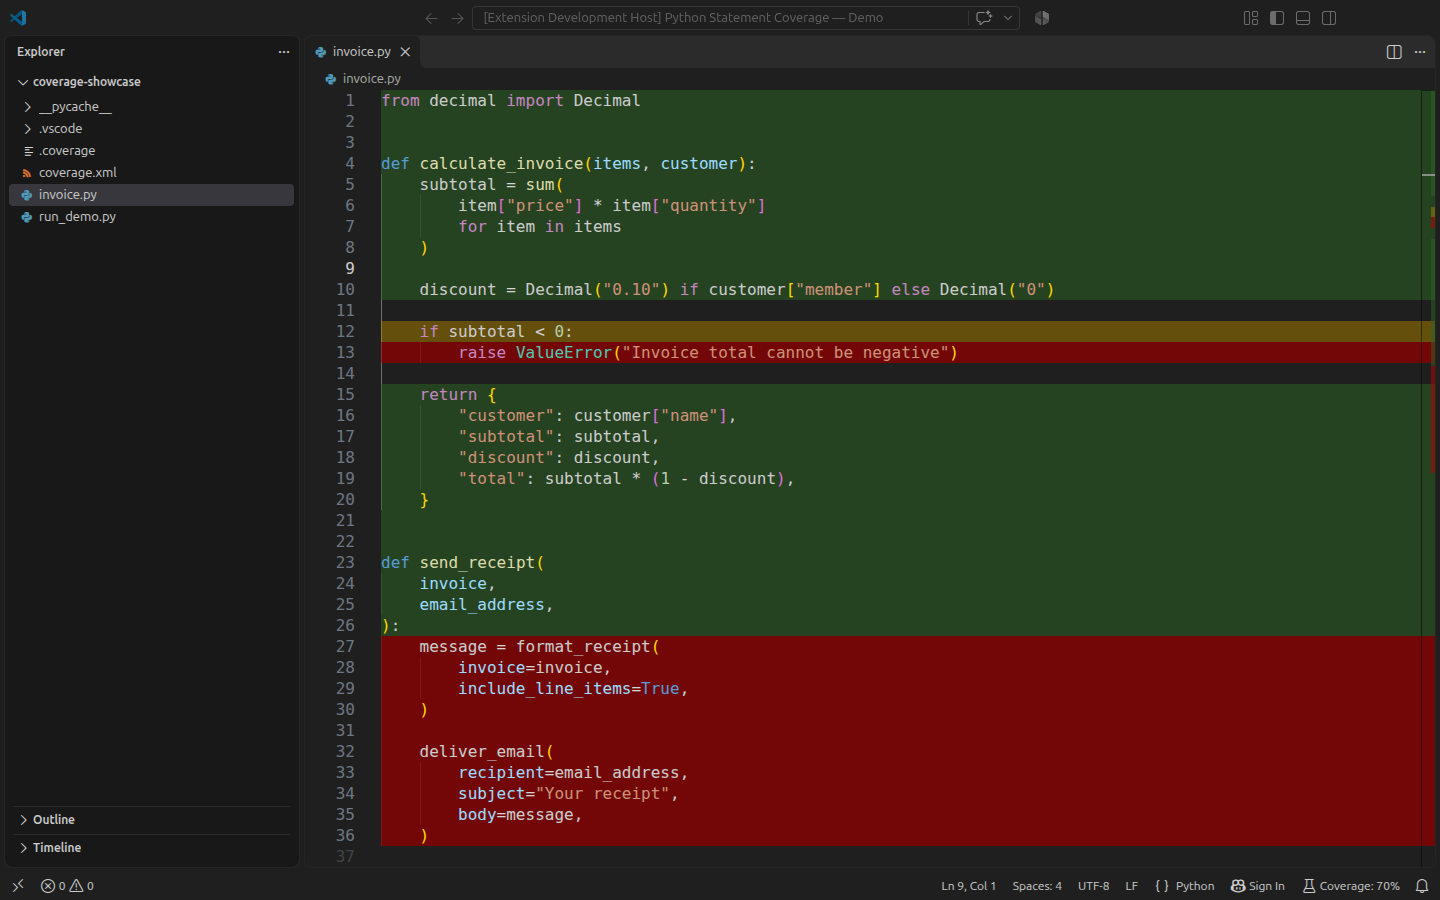 [Extension Development Host] Python Statement Coverage — Demo
Explorer
coverage-showcase
__pycache__
.vscode
.coverage
coverage.xml
invoice.py
run_demo.py
Outline
Timeline
invoice.py
invoice.py
1 from decimal import Decimal
2
3
4 def calculate_invoice(items, customer):
5     subtotal = sum(
6         item["price"] * item["quantity"]
7         for item in items
8     )
9
10     discount = Decimal("0.10") if customer["member"] else Decimal("0")
11
12     if subtotal < 0:
13         raise ValueError("Invoice total cannot be negative")
14
15     return {
16         "customer": customer["name"],
17         "subtotal": subtotal,
18         "discount": discount,
19         "total": subtotal * (1 - discount),
20     }
21
22
23 def send_receipt(
24     invoice,
25     email_address,
26 ):
27     message = format_receipt(
28         invoice=invoice,
29         include_line_items=True,
30     )
31
32     deliver_email(
33         recipient=email_address,
34         subject="Your receipt",
35         body=message,
36     )
37
0 0 Ln 9, Col 1 Spaces: 4 UTF-8 LF { } Python Sign In Coverage: 70%